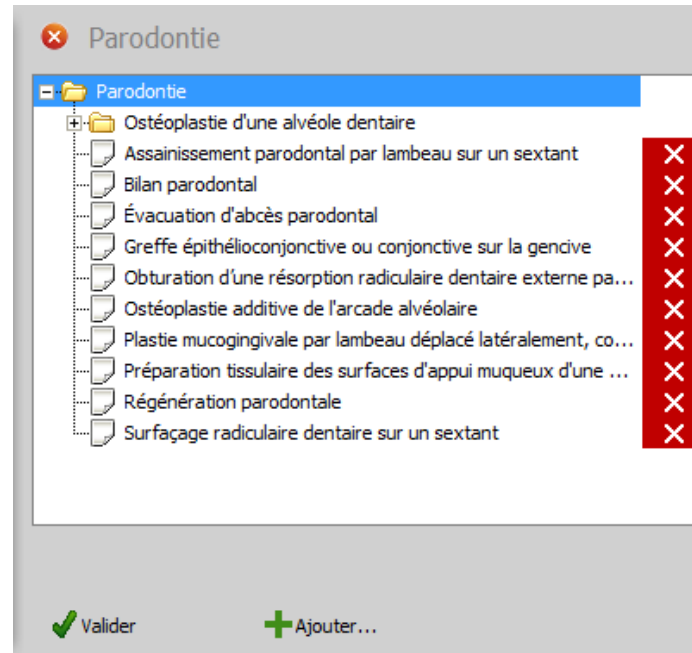 Parodontie
Parodontie
Ostéoplastie d'une alvéole dentaire
Assainissement parodontal par lambeau sur un sextant
Bilan parodontal
Évacuation d'abcès parodontal
Greffe épithélioconjonctive ou conjonctive sur la gencive
Obturation d’une résorption radiculaire dentaire externe pa...
Ostéoplastie additive de l'arcade alvéolaire
Plastie mucogingivale par lambeau déplacé latéralement, co...
Préparation tissulaire des surfaces d'appui muqueux d'une ...
Régénération parodontale
Surfaçage radiculaire dentaire sur un sextant
Valider
Ajouter...